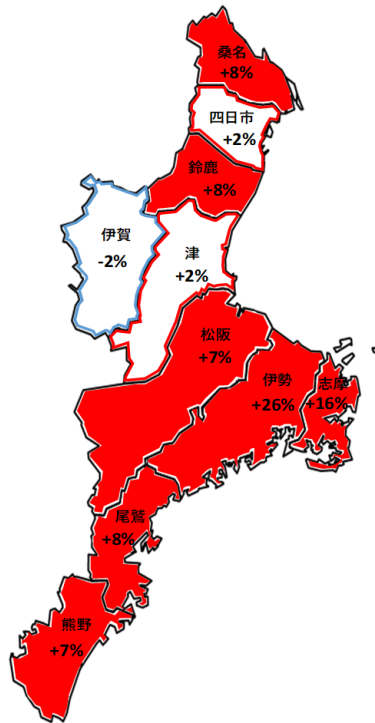 桑名
+8%
四日市
+2%
鈴鹿
+8%
伊賀
-2%
津
+2%
松阪
+7%
伊勢
+26%
志摩
+16%
尾鷲
+8%
熊野
+7%